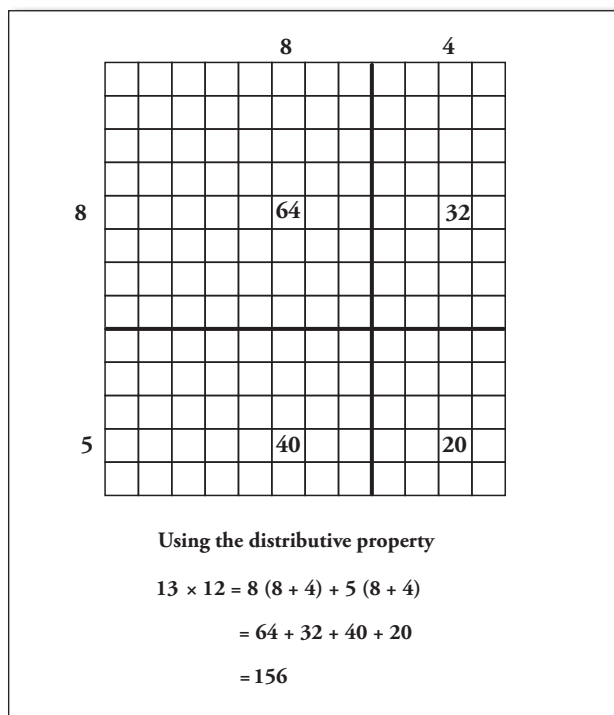 8 4
8 64 32
5 40 20
Using the distributive property
13 × 12 = 8 (8 + 4) + 5 (8 + 4)
= 64 + 32 + 40 + 20
= 156